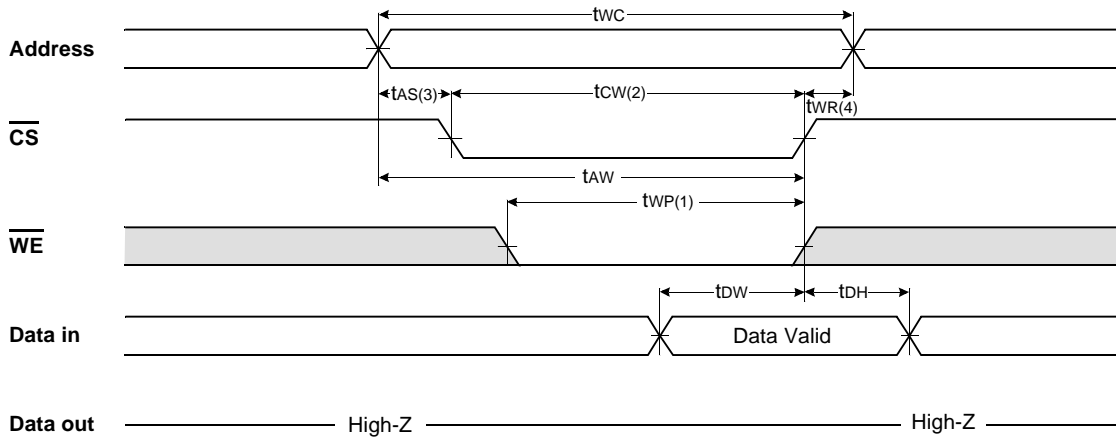 tWC
Address
tAS(3) tCW(2) tWR(4)
CS
tAW
tWP(1)
WE
tDW tDH
Data in Data Valid
Data out High-Z High-Z